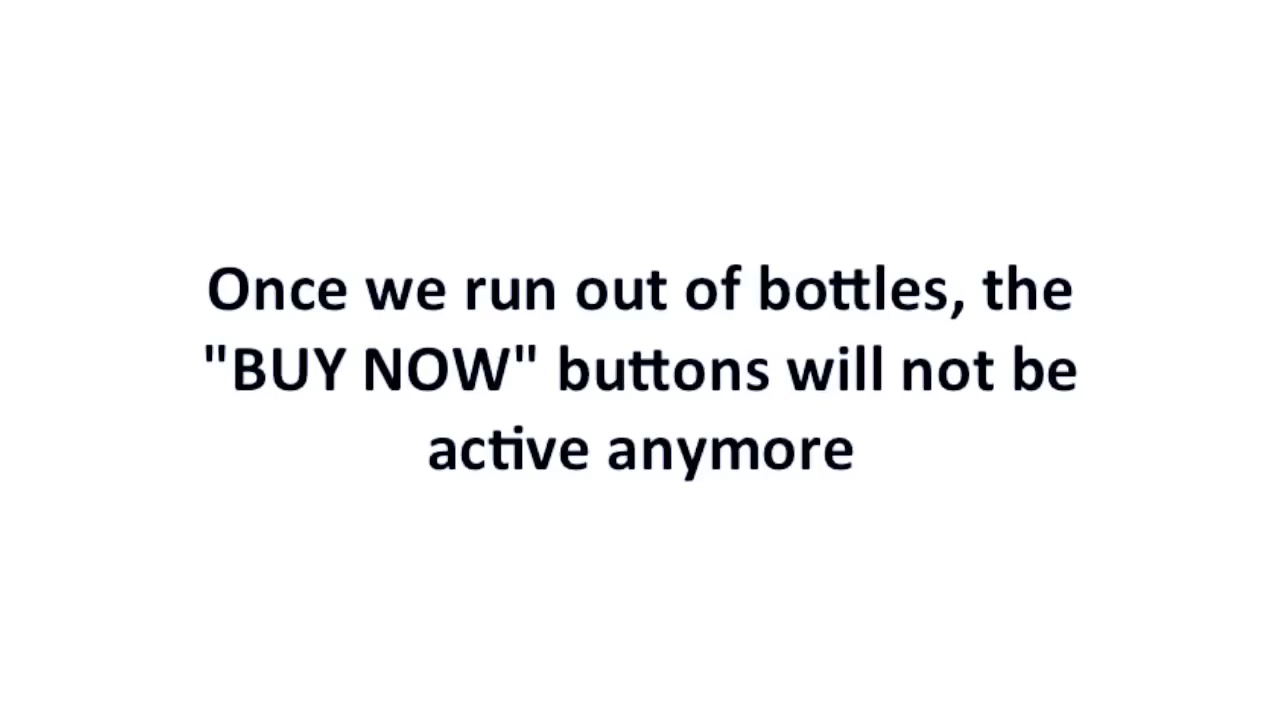 Once we run out of bottles, the
"BUY NOW" buttons will not be
active anymore